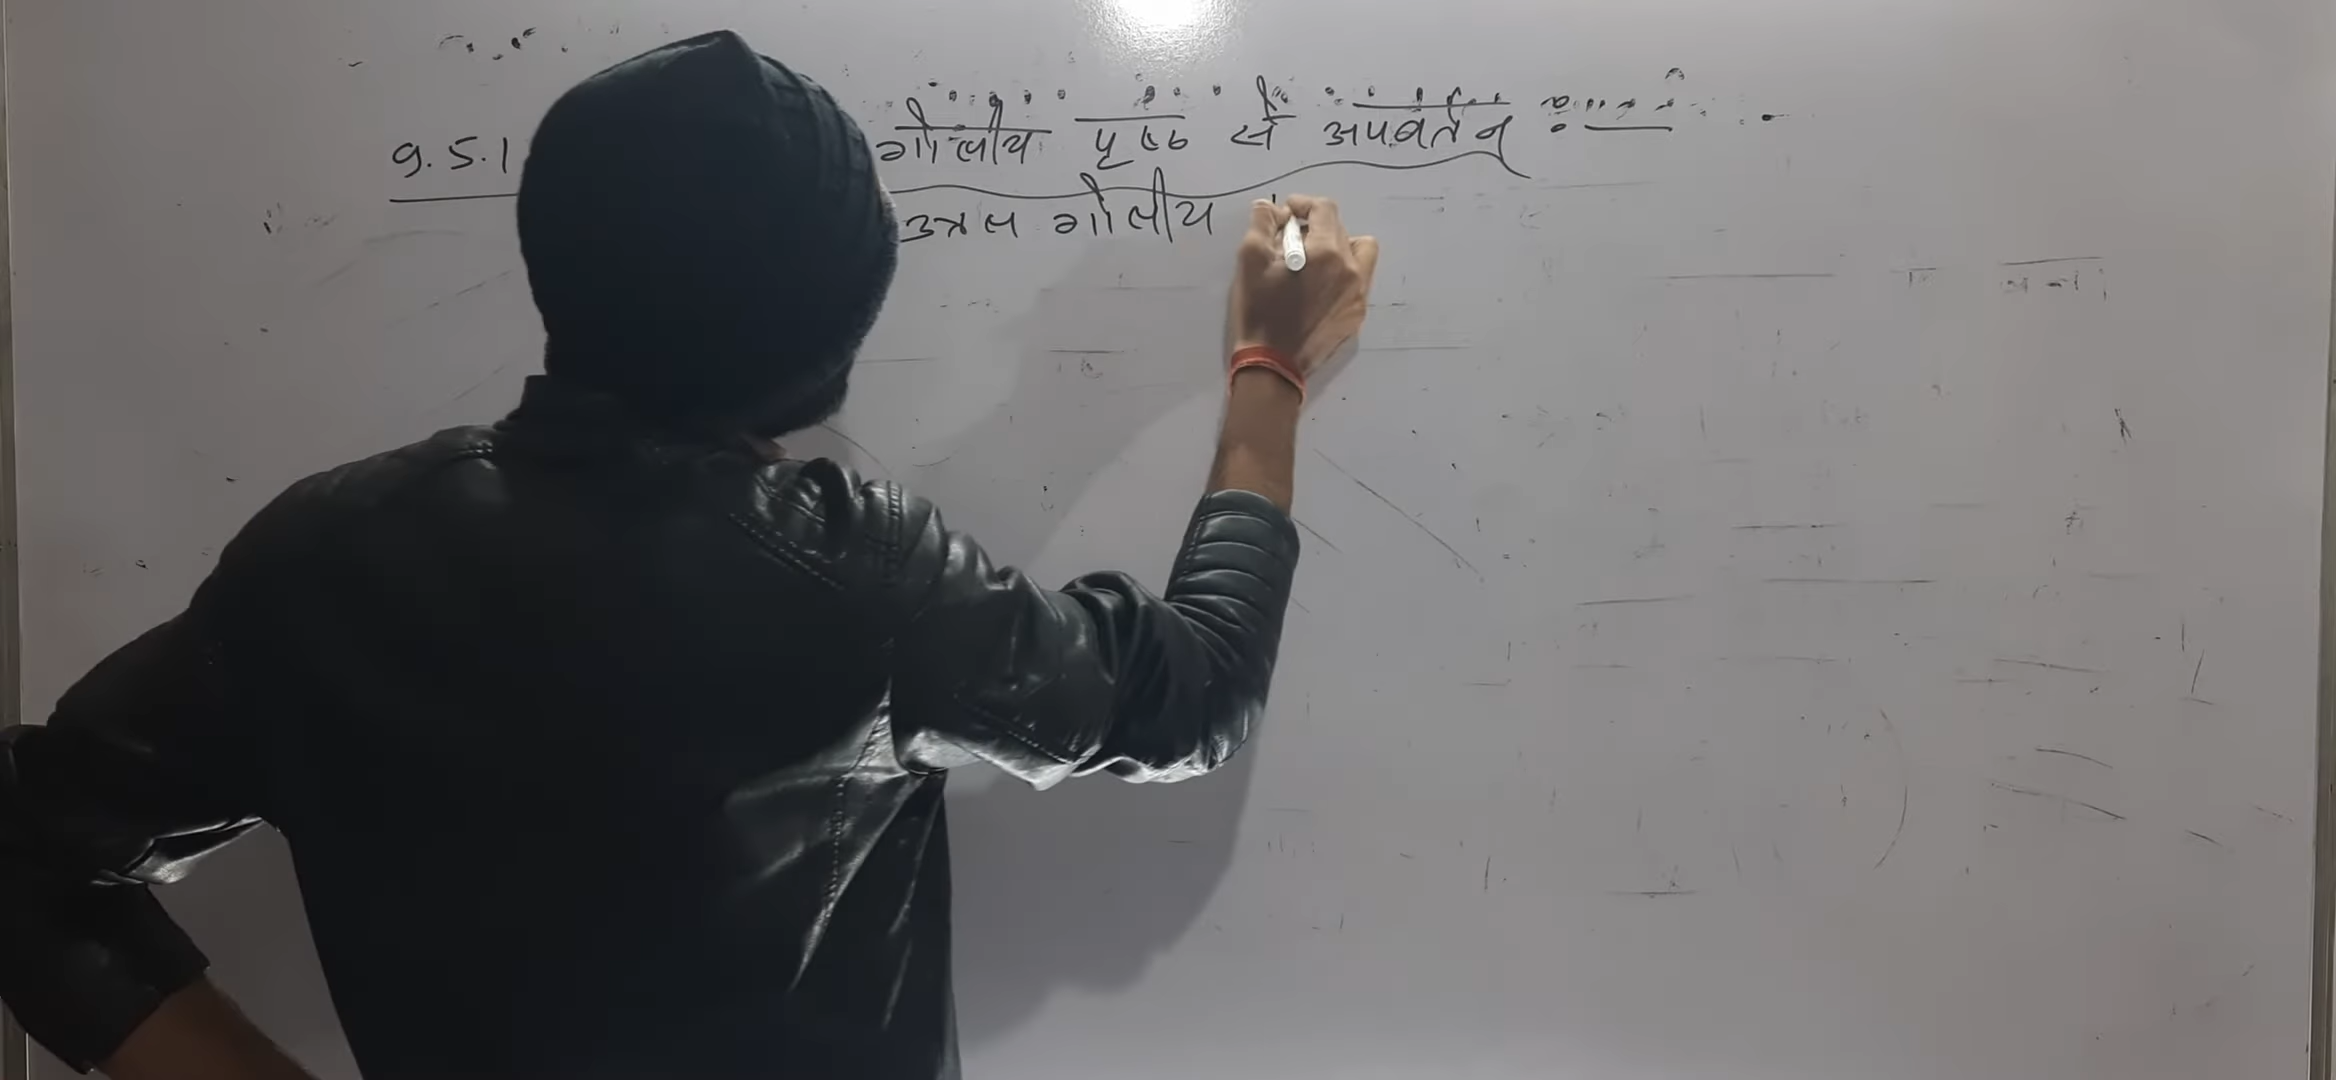 9.5.1 गोलीय पृष्ठ से अपवर्तन
उत्तल गोलीय